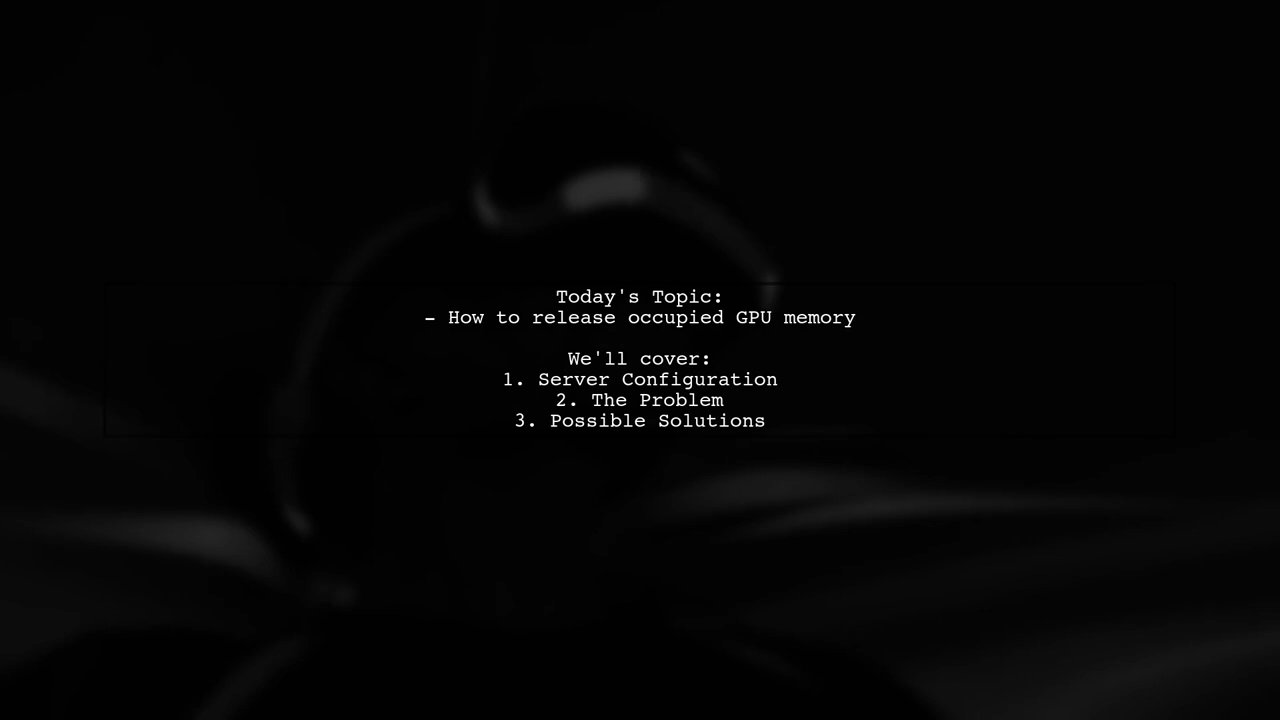 Today's Topic:
- How to release occupied GPU memory
We'll cover:
1. Server Configuration
2. The Problem
3. Possible Solutions